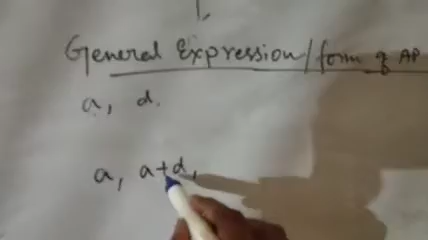 General Expression/form of AP
a, d.
a, a+d,